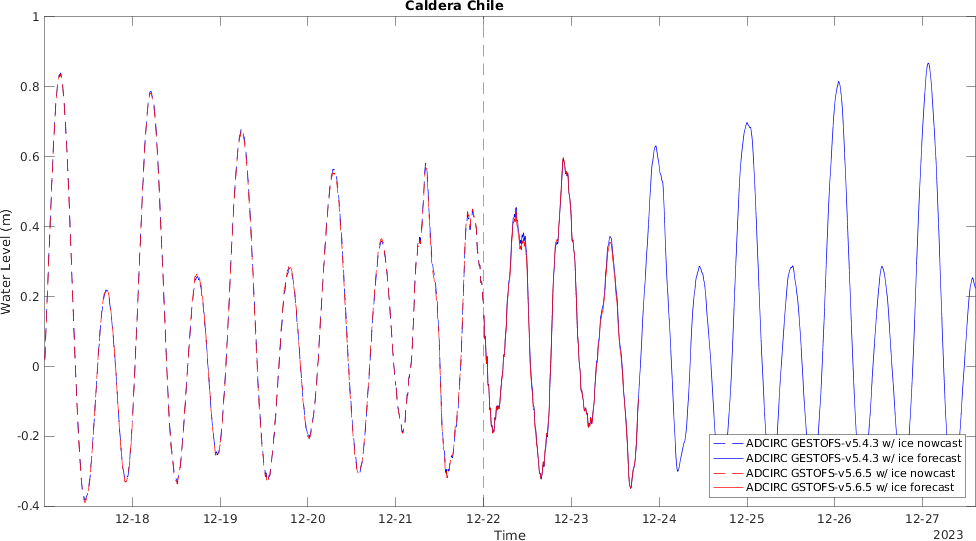 Caldera Chile
Water Level (m)
1
0.8
0.6
0.4
0.2
0
-0.2
-0.4
ADCIRC GESTOFS-v5.4.3 w/ ice nowcast
ADCIRC GESTOFS-v5.4.3 w/ ice forecast
ADCIRC GSTOFS-v5.6.5 w/ ice nowcast
ADCIRC GSTOFS-v5.6.5 w/ ice forecast
12-18 12-19 12-20 12-21 12-22 12-23 12-24 12-25 12-26 12-27
Time
2023